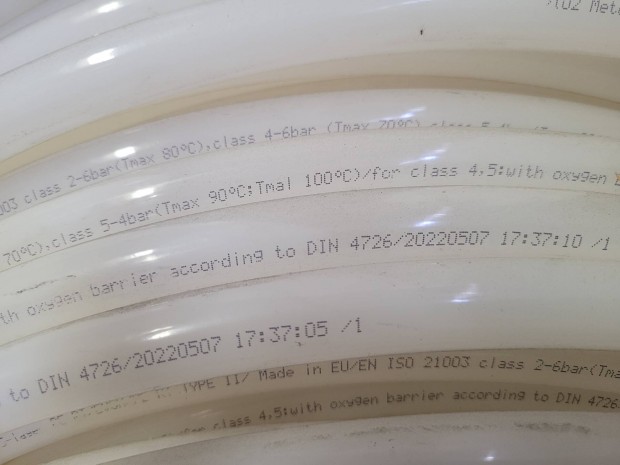 102 Met
003 class 2-6bar(Tmax 80°C),class 4-6bar (Tmax 70°C)
70°C),class 5-4bar(Tmax 90°C:Tmal 100°C)/for class 4,5:with oxygen b
th oxygen barrier according to DIN 4726/20220507 17:37:10 /1
to DIN 4726/20220507 17:37:05 /1
TYPE II/ Made in EU/EN ISO 21003 class 2-6bar(Tma
for class 4,5:with oxygen barrier according to DIN 4726